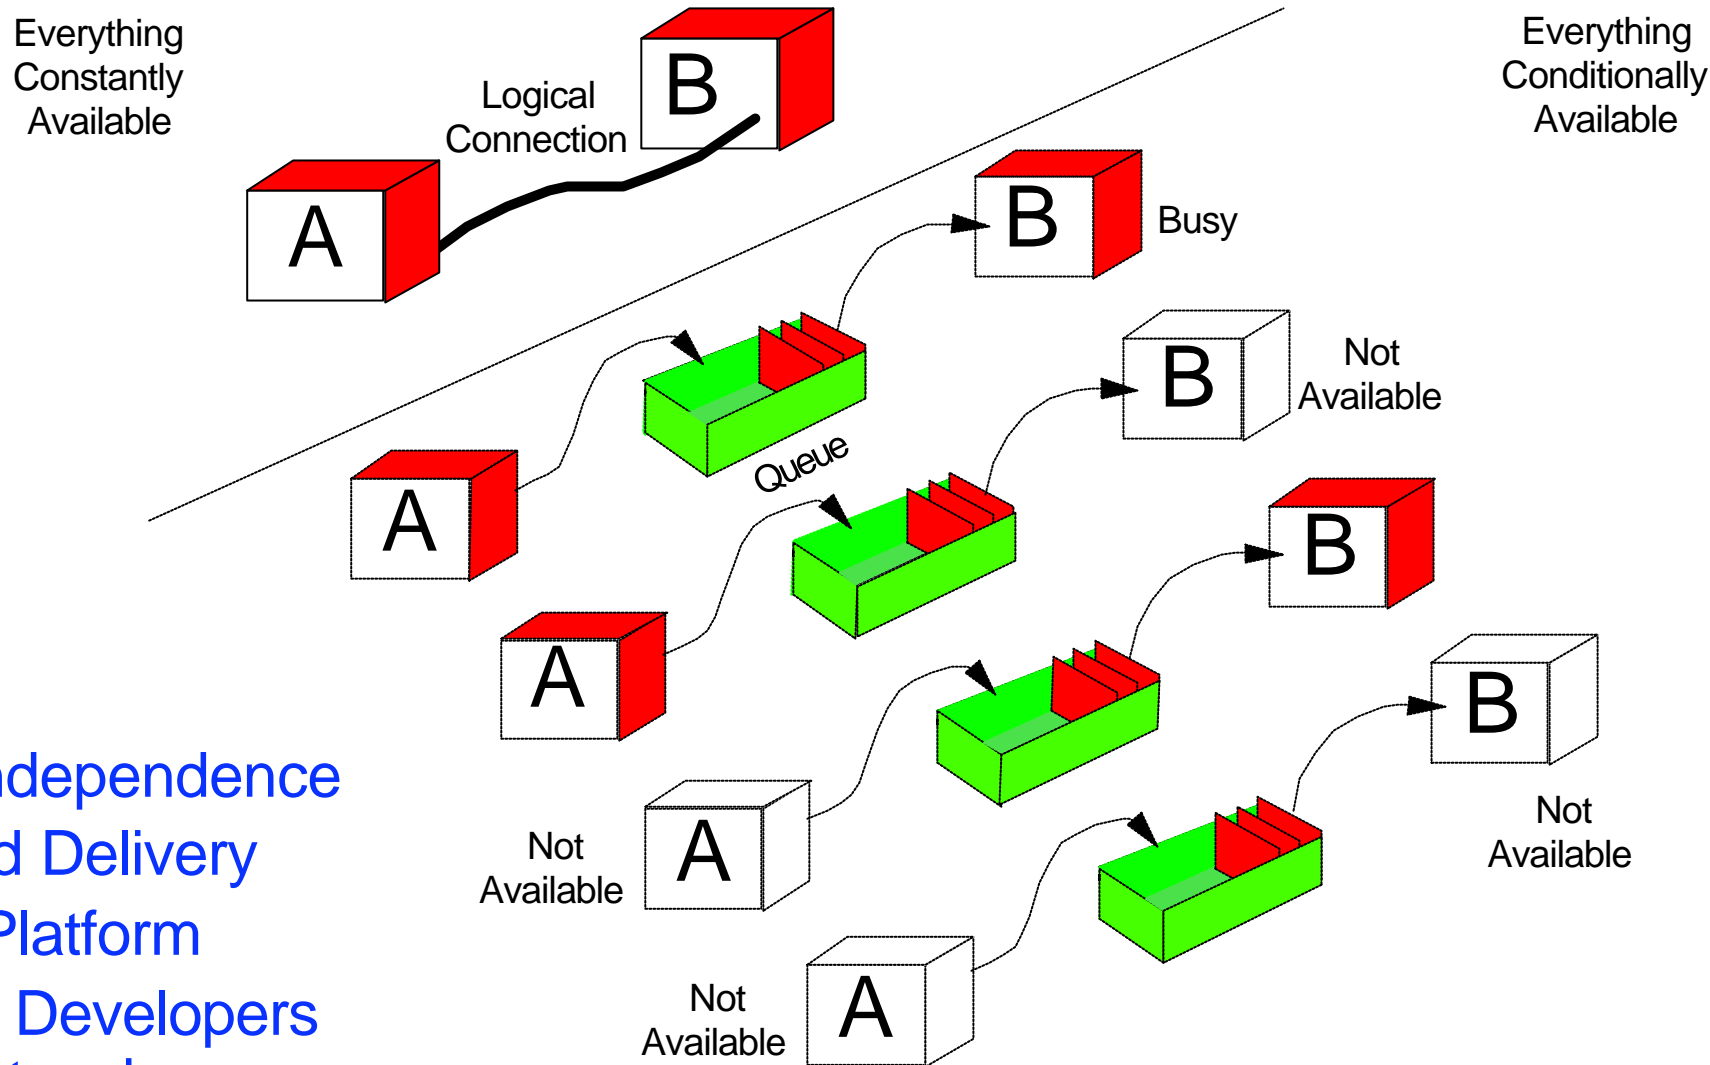 Everything
Constantly
Available
Logical
Connection
B
A
Everything
Conditionally
Available
B
Busy
Queue
A
B
Not
Available
A
B
Not
Available
A
B
Not
Available
Not
Available
A
ndependence
d Delivery
Platform
Developers